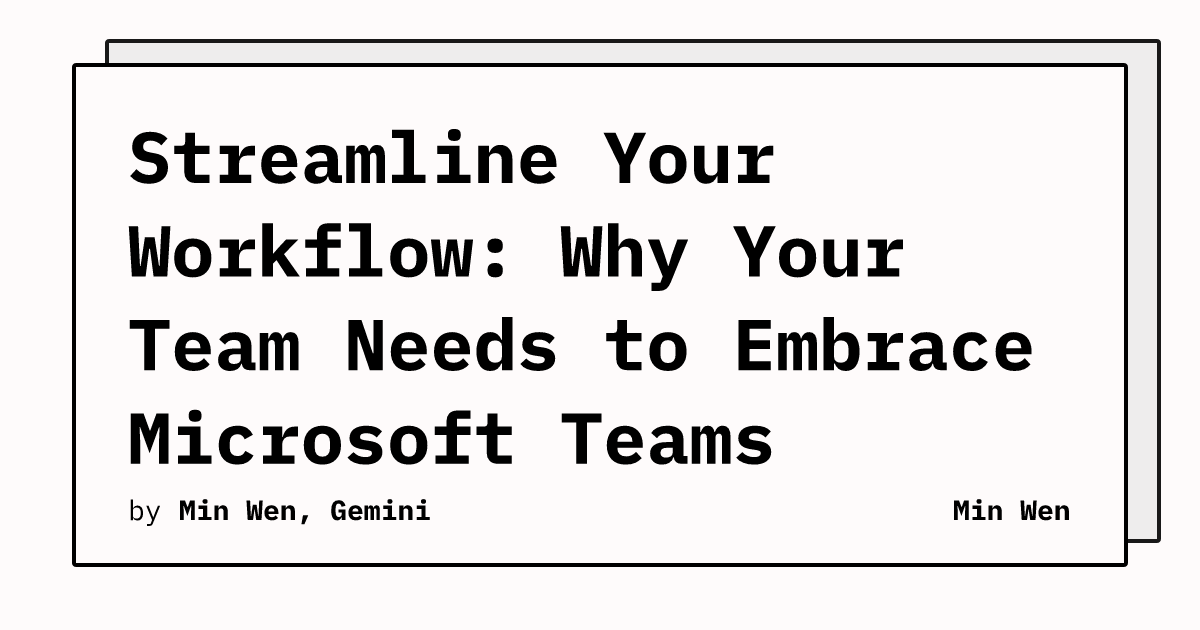 Streamline Your
Workflow: Why Your
Team Needs to Embrace
Microsoft Teams
by Min Wen, Gemini
Min Wen